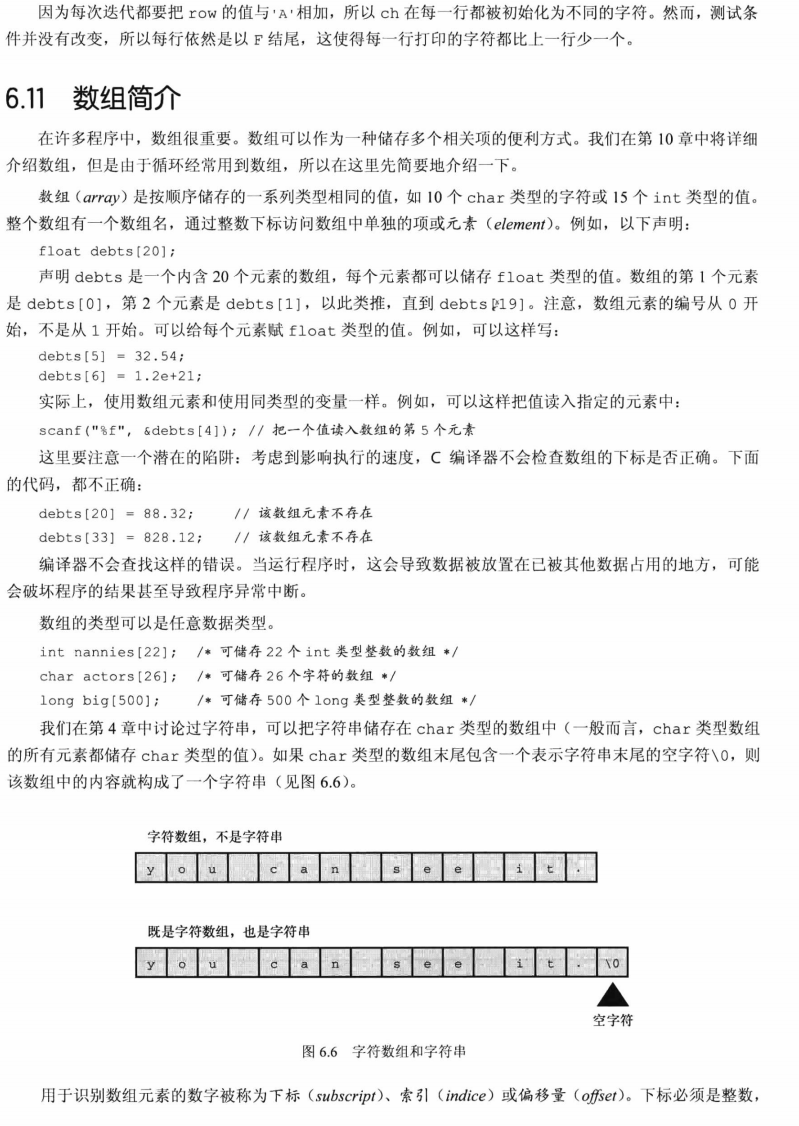 因为每次迭代都要把 row 的值与'A'相加，所以 ch 在每一行都被初始化为不同的字符。然而，测试条
件并没有改变，所以每行依然是以 F 结尾，这使得每一行打印的字符都比上一行少一个。
6.11 数组简介
在许多程序中，数组很重要。数组可以作为一种储存多个相关项的便利方式。我们在第 10 章中将详细
介绍数组，但是由于循环经常用到数组，所以在这里先简要地介绍一下。
数组（array）是按顺序储存的一系列类型相同的值，如 10 个 char 类型的字符或 15 个 int 类型的值。
整个数组有一个数组名，通过整数下标访问数组中单独的项或元素（element）。例如，以下声明：
float debts[20];
声明 debts 是一个内含 20 个元素的数组，每个元素都可以储存 float 类型的值。数组的第 1 个元素
是 debts[0]，第 2 个元素是 debts[1]，以此类推，直到 debts[19]。注意，数组元素的编号从 0 开
始，不是从 1 开始。可以给每个元素赋 float 类型的值。例如，可以这样写：
debts[5] = 32.54;
debts[6] = 1.2e+21;
实际上，使用数组元素和使用同类型的变量一样。例如，可以这样把值读入指定的元素中：
scanf("%f", &debts[4]); // 把一个值读入数组的第 5 个元素
这里要注意一个潜在的陷阱：考虑到影响执行的速度，C 编译器不会检查数组的下标是否正确。下面
的代码，都不正确：
debts[20] = 88.32; // 该数组元素不存在
debts[33] = 828.12; // 该数组元素不存在
编译器不会查找这样的错误。当运行程序时，这会导致数据被放置在已被其他数据占用的地方，可能
会破坏程序的结果甚至导致程序异常中断。
数组的类型可以是任意数据类型。
int nannies[22]; /* 可储存 22 个 int 类型整数的数组 */
char actors[26]; /* 可储存 26 个字符的数组 */
long big[500]; /* 可储存 500 个 long 类型整数的数组 */
我们在第 4 章中讨论过字符串，可以把字符串储存在 char 类型的数组中（一般而言，char 类型数组
的所有元素都储存 char 类型的值）。如果 char 类型的数组末尾包含一个表示字符串末尾的空字符\0，则
该数组中的内容就构成了一个字符串（见图 6.6）。
字符数组，不是字符串
y o u c a n s e e i t .
既是字符数组，也是字符串
y o u c a n s e e i t . \0
空字符
图 6.6 字符数组和字符串
用于识别数组元素的数字被称为下标（subscript）、索引（indice）或偏移量（offset）。下标必须是整数，